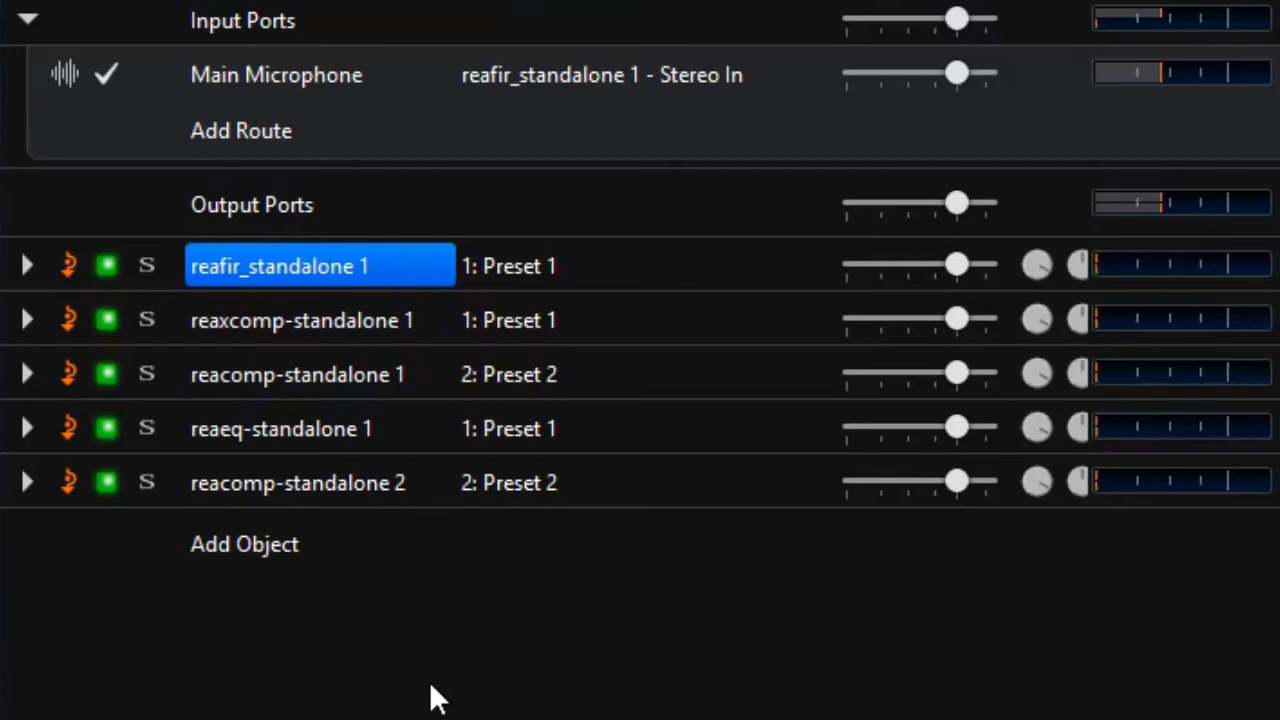 Input Ports
Main Microphone reafir_standalone 1 - Stereo In
Add Route
Output Ports
S reafir_standalone 1 1: Preset 1
S reaxcomp-standalone 1 1: Preset 1
S reacomp-standalone 1 2: Preset 2
S reaeq-standalone 1 1: Preset 1
S reacomp-standalone 2 2: Preset 2
Add Object